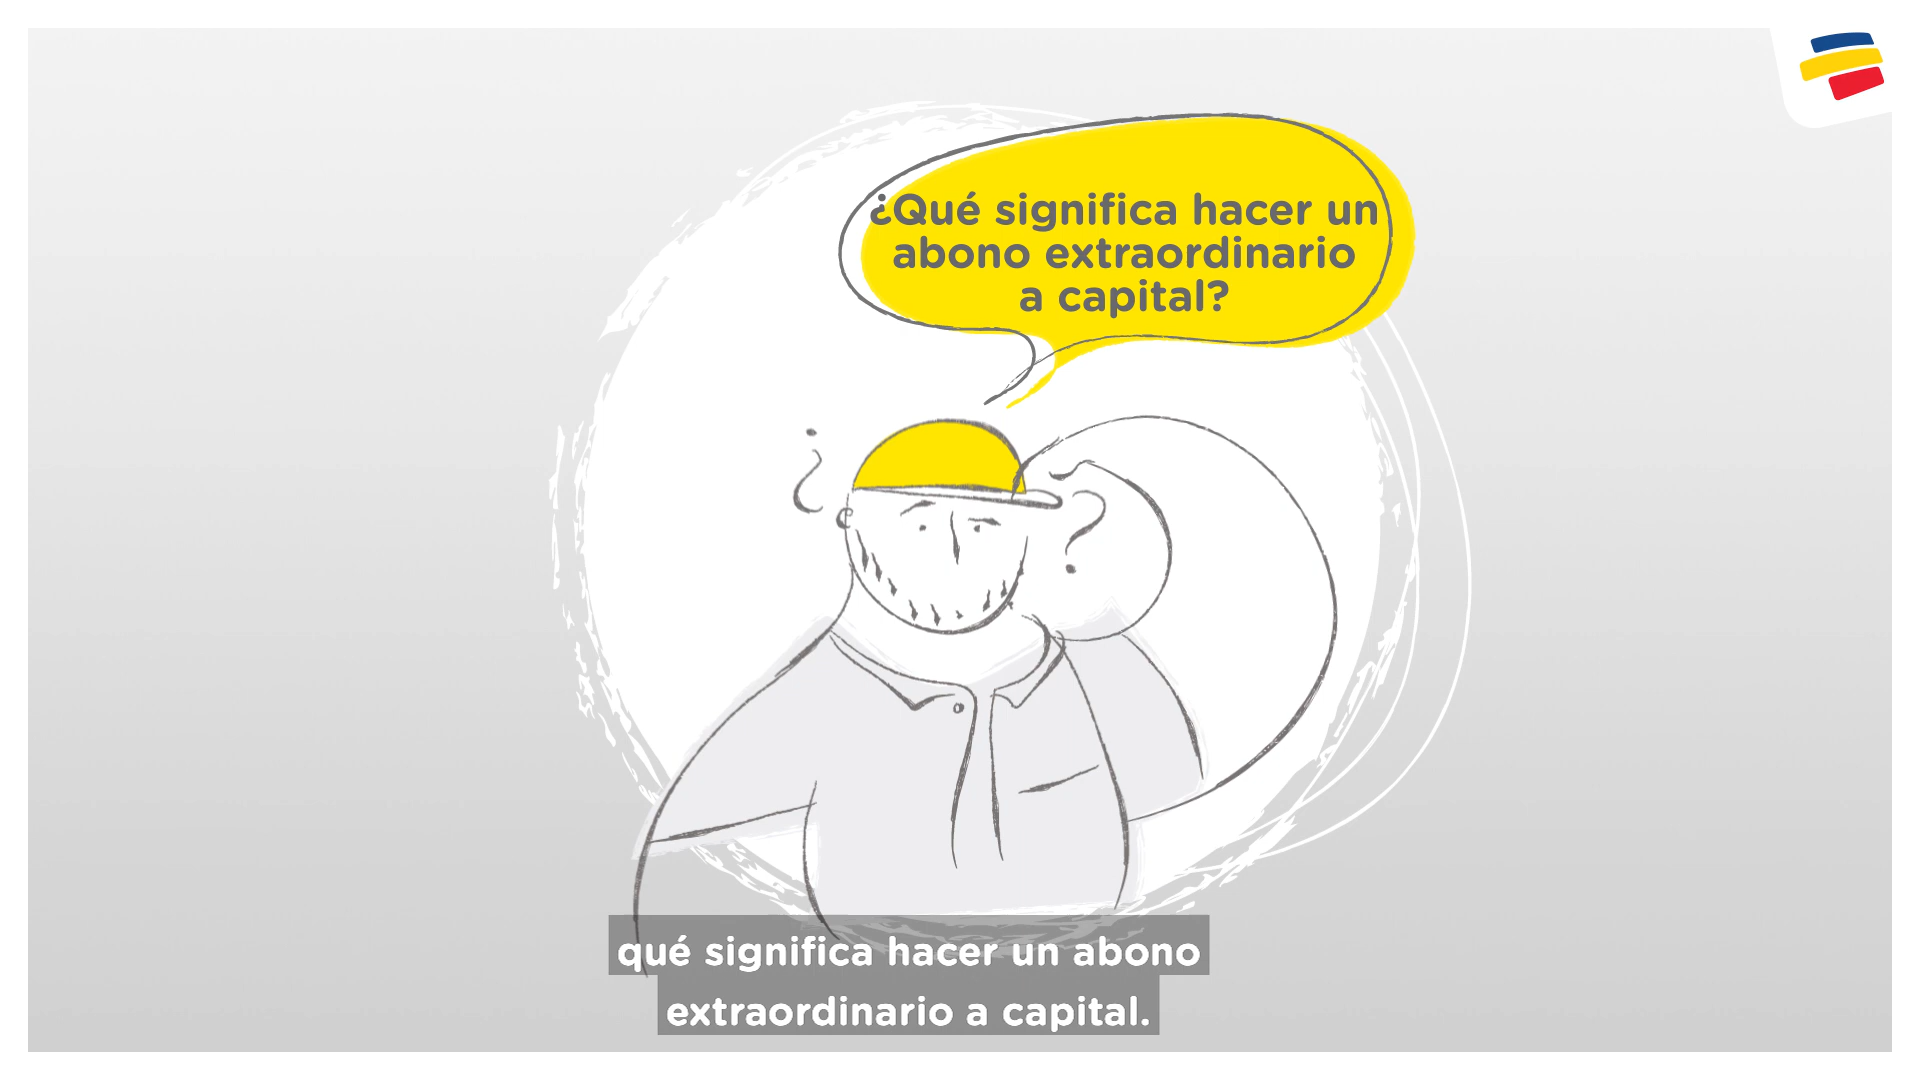 ¿Qué significa hacer un
abono extraordinario
a capital?
qué significa hacer un abono
extraordinario a capital.